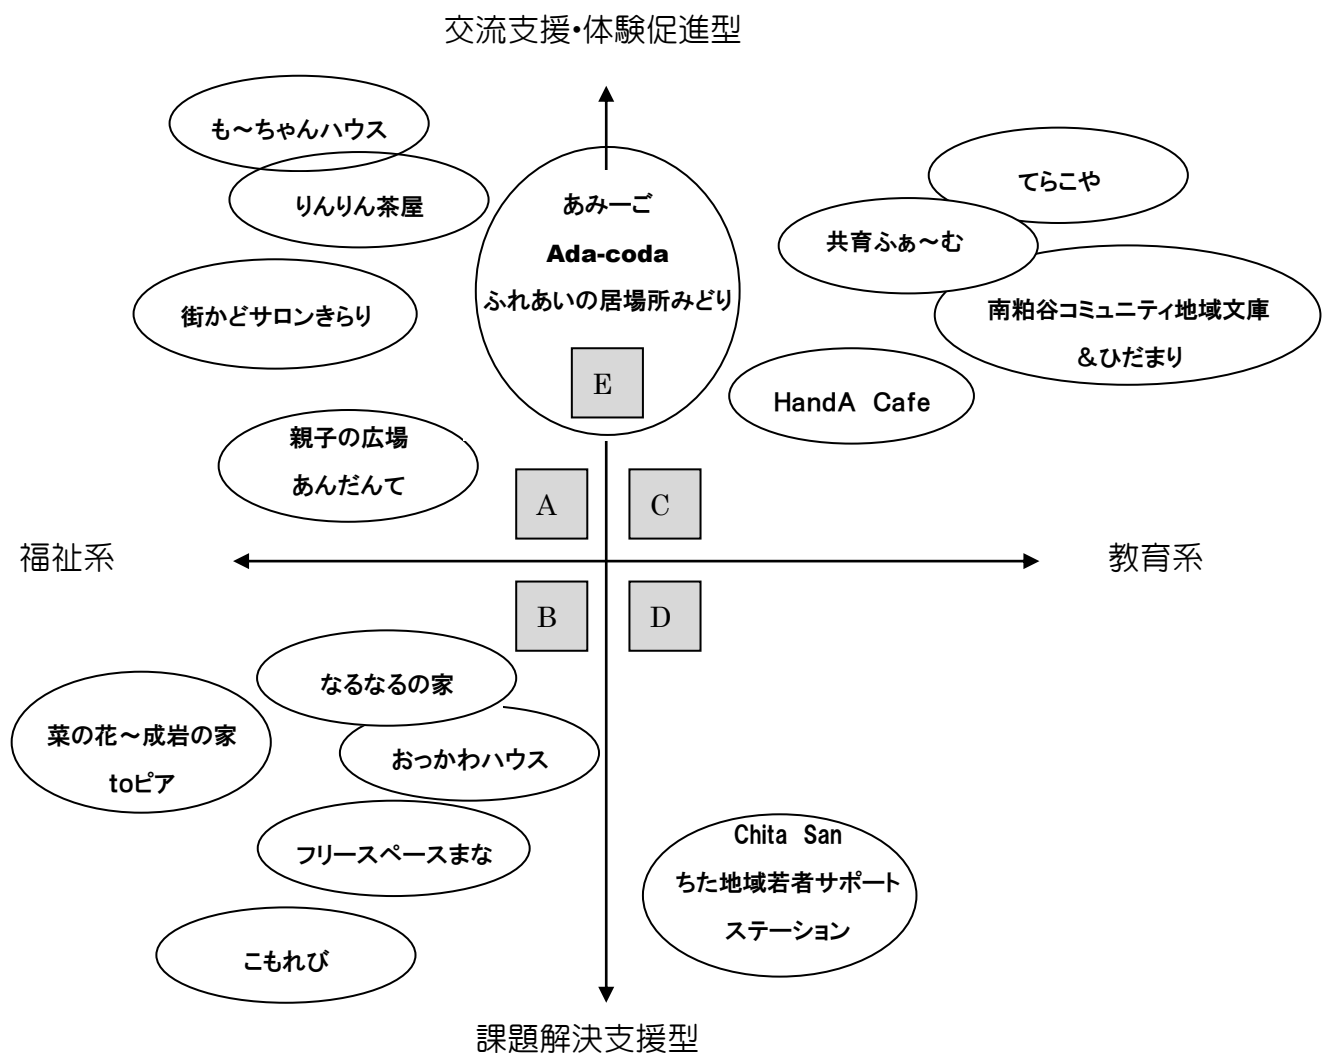 交流支援・体験促進型
も～ちゃんハウス
りんりん茶屋
街かどサロンきらり
親子の広場
あんだんて
あみーご
Ada-coda
ふれあいの居場所みどり
E
てらこや
共育ふぁ～む
南粕谷コミュニティ地域文庫
＆ひだまり
HandA Cafe
A
C
福祉系
教育系
B
D
なるなるの家
菜の花～成岩の家
toピア
おっかわハウス
フリースペースまな
こもれび
Chita San
ちた地域若者サポート
ステーション
課題解決支援型